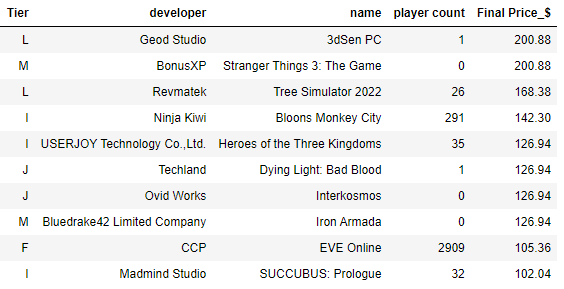 Tier developer name player count Final Price_$
L Geod Studio 3dSen PC 1 200.88
M BonusXP Stranger Things 3: The Game 0 200.88
L Revmatek Tree Simulator 2022 26 168.38
I Ninja Kiwi Bloons Monkey City 291 142.30
I USERJOY Technology Co.,Ltd. Heroes of the Three Kingdoms 35 126.94
J Techland Dying Light: Bad Blood 1 126.94
J Ovid Works Interkosmos 0 126.94
M Bluedrake42 Limited Company Iron Armada 0 126.94
F CCP EVE Online 2909 105.36
I Madmind Studio SUCCUBUS: Prologue 32 102.04